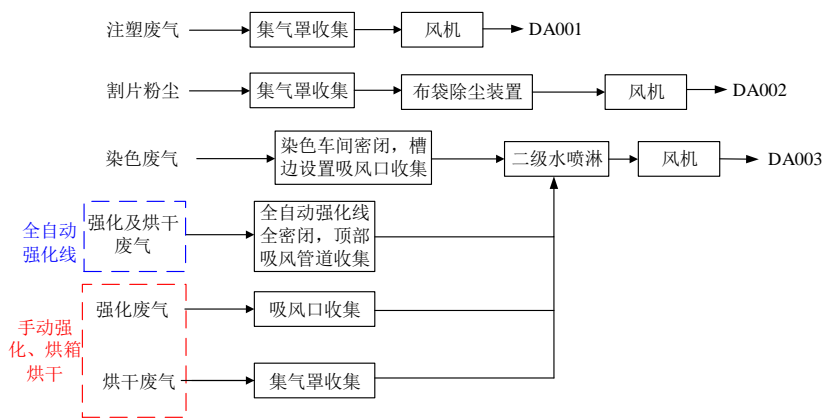 注塑废气
集气罩收集
风机
DA001
割片粉尘
集气罩收集
布袋除尘装置
风机
DA002
染色废气
染色车间密闭，槽
边设置吸风口收集
二级水喷淋
风机
DA003
全自动
强化线
强化及烘干
废气
全自动强化线
全密闭，顶部
吸风管道收集
手动强
化、烘箱
烘干
强化废气
吸风口收集
烘干废气
集气罩收集